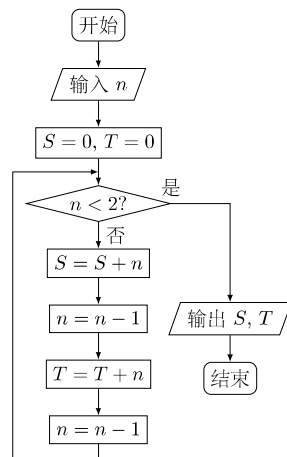 开始
输入 n
S = 0, T = 0
n < 2?
是
否
S = S + n
n = n − 1
输出 S, T
T = T + n
结束
n = n − 1